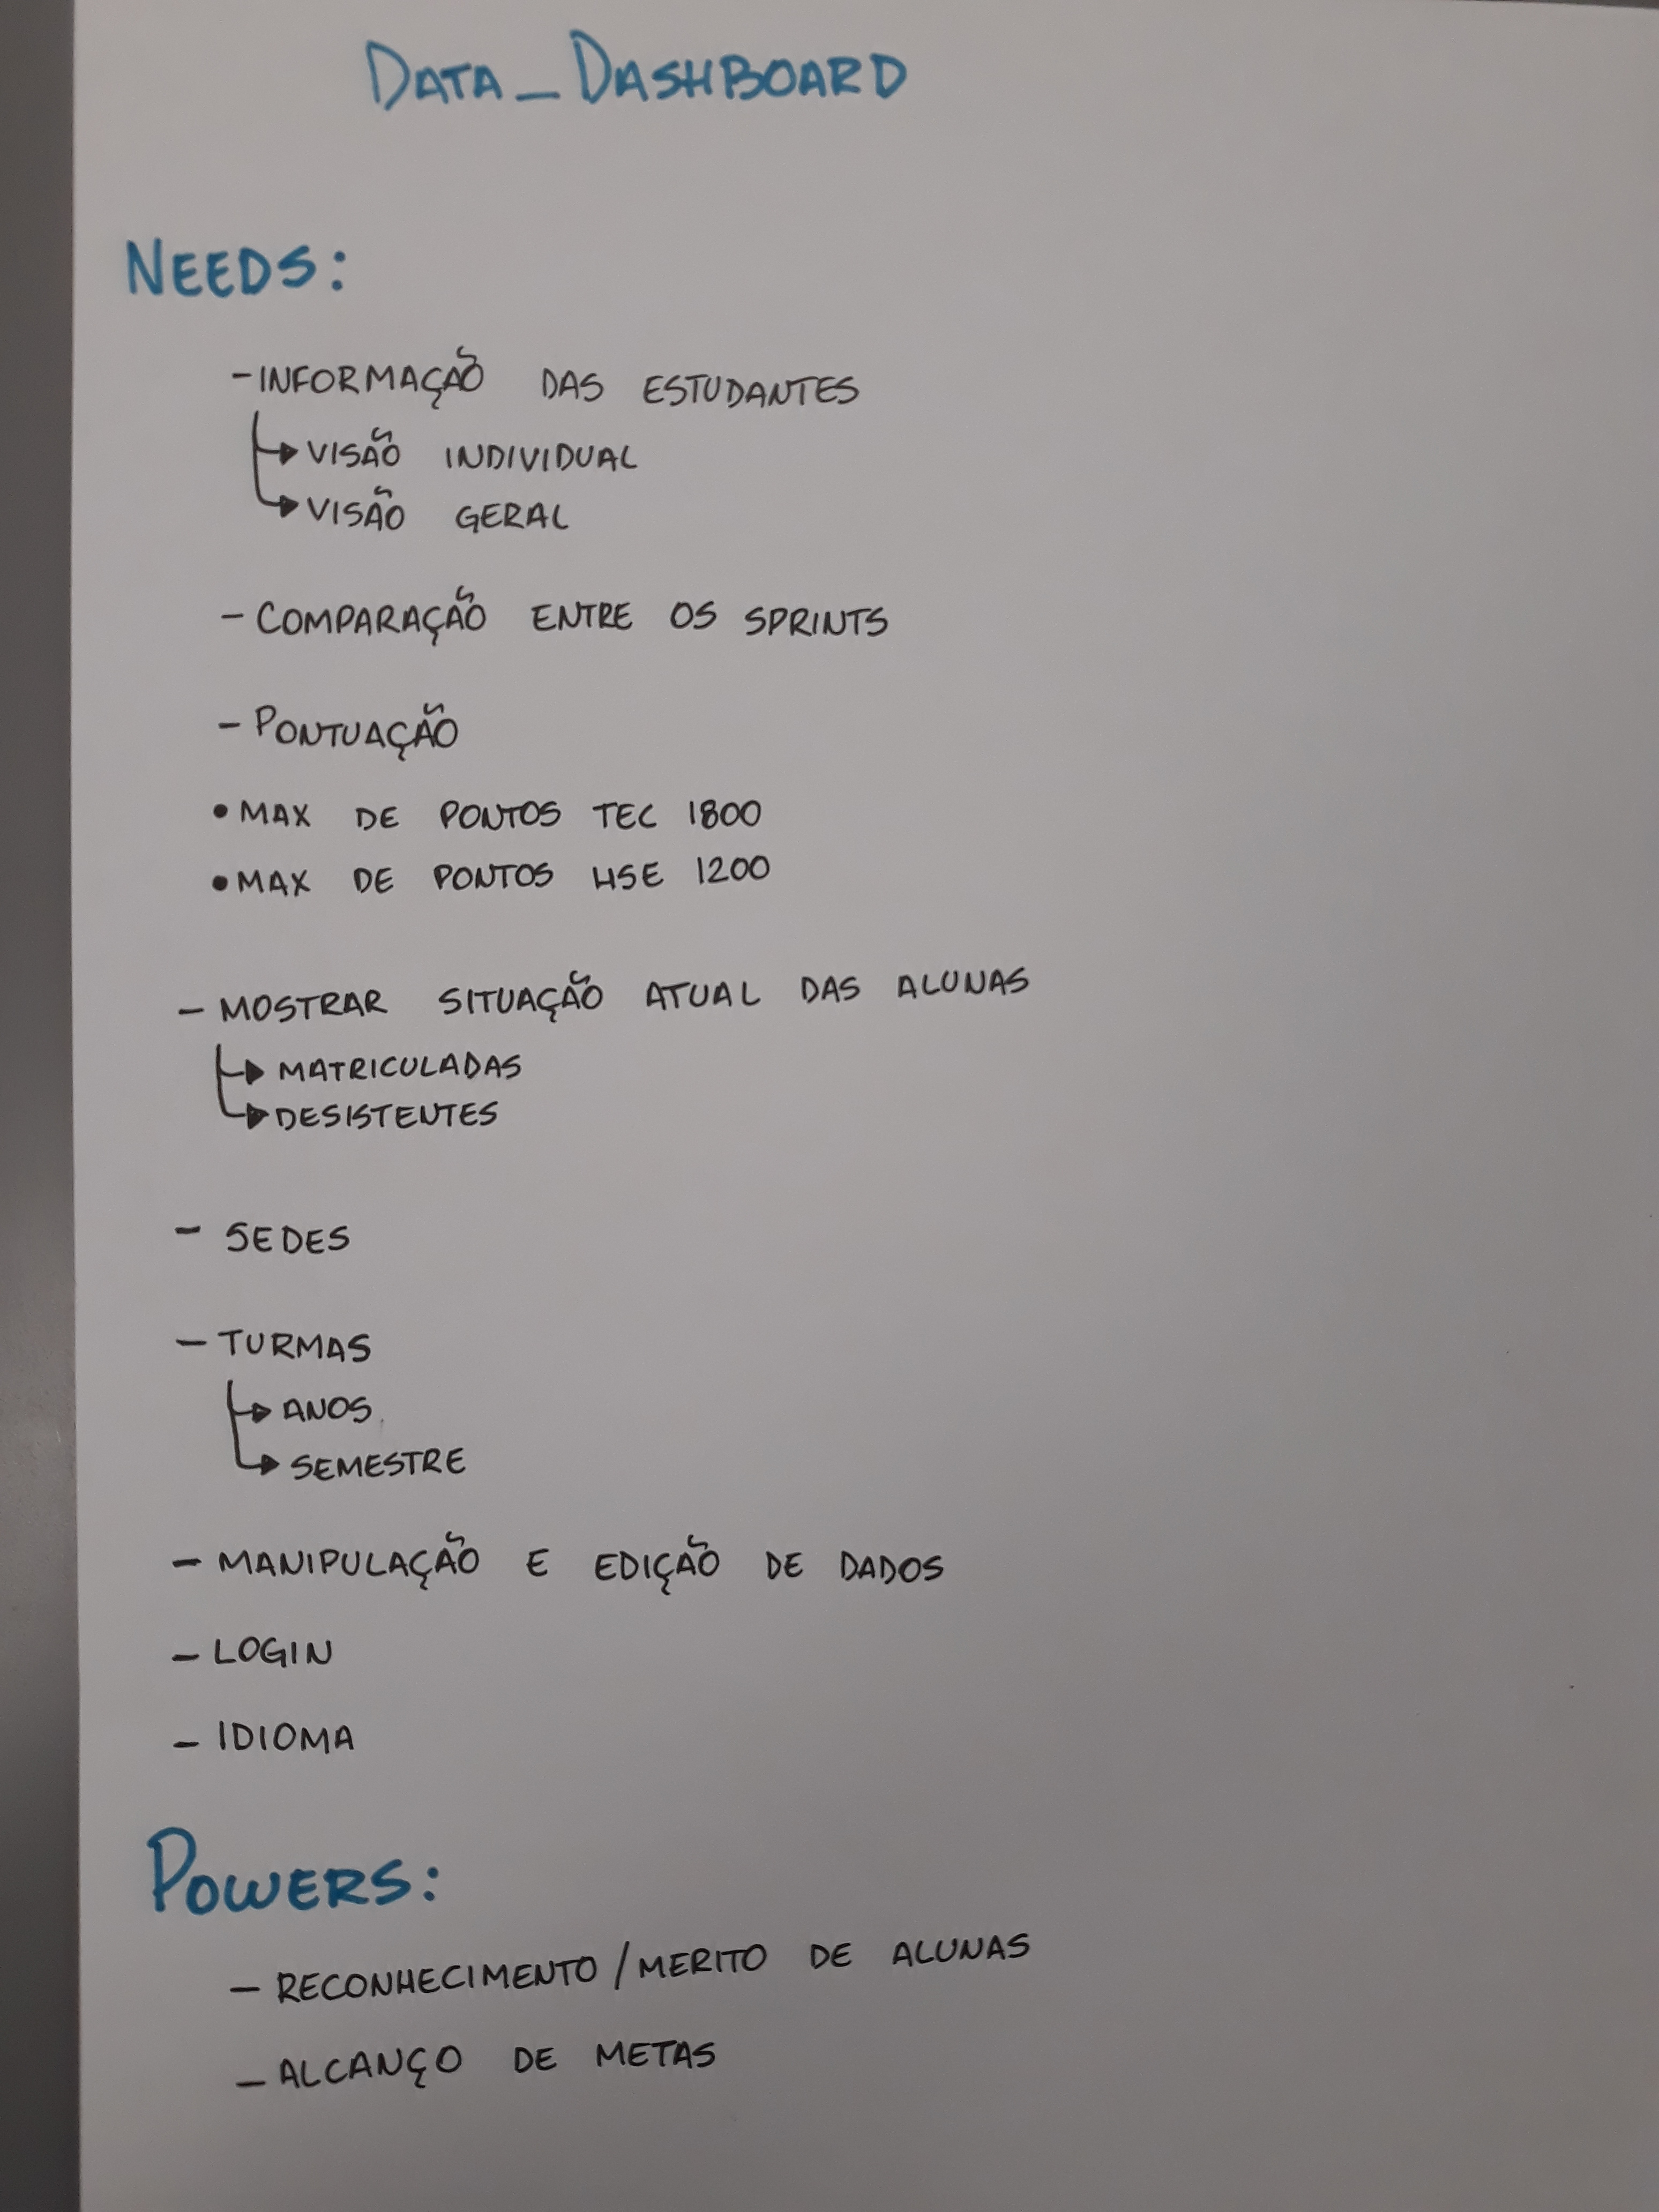 DATA_DASHBOARD
NEEDS:
- INFORMAÇÃO DAS ESTUDANTES
VISÃO INDIVIDUAL
VISÃO GERAL
- COMPARAÇÃO ENTRE OS SPRINTS
- PONTUAÇÃO
• MAX DE PONTOS TEC 1800
• MAX DE PONTOS HSE 1200
- MOSTRAR SITUAÇÃO ATUAL DAS ALUNAS
MATRICULADAS
DESISTENTES
- SEDES
- TURMAS
ANOS
SEMESTRE
- MANIPULAÇÃO E EDIÇÃO DE DADOS
- LOGIN
- IDIOMA
POWERS:
- RECONHECIMENTO/MERITO DE ALUNAS
- ALCANÇO DE METAS